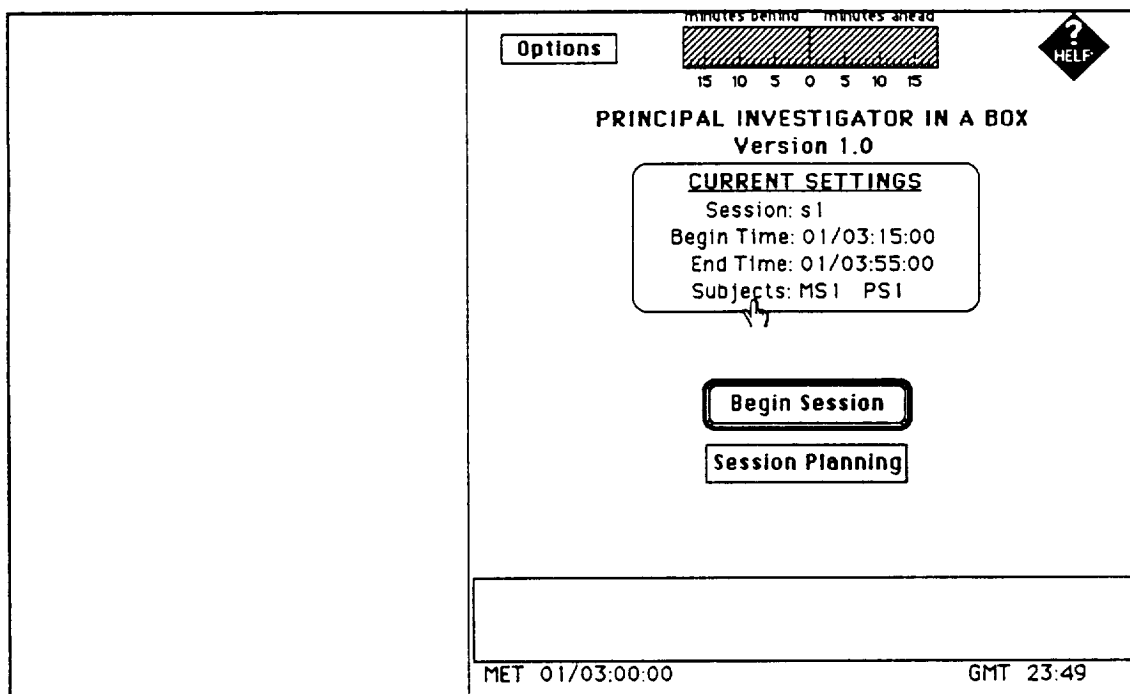 minutes behind minutes ahead
Options
15 10 5 0 5 10 15
?
HELP
PRINCIPAL INVESTIGATOR IN A BOX
Version 1.0
CURRENT SETTINGS
Session: s1
Begin Time: 01/03:15:00
End Time: 01/03:55:00
Subjects: MS1 PS1
Begin Session
Session Planning
MET 01/03:00:00 GMT 23:49